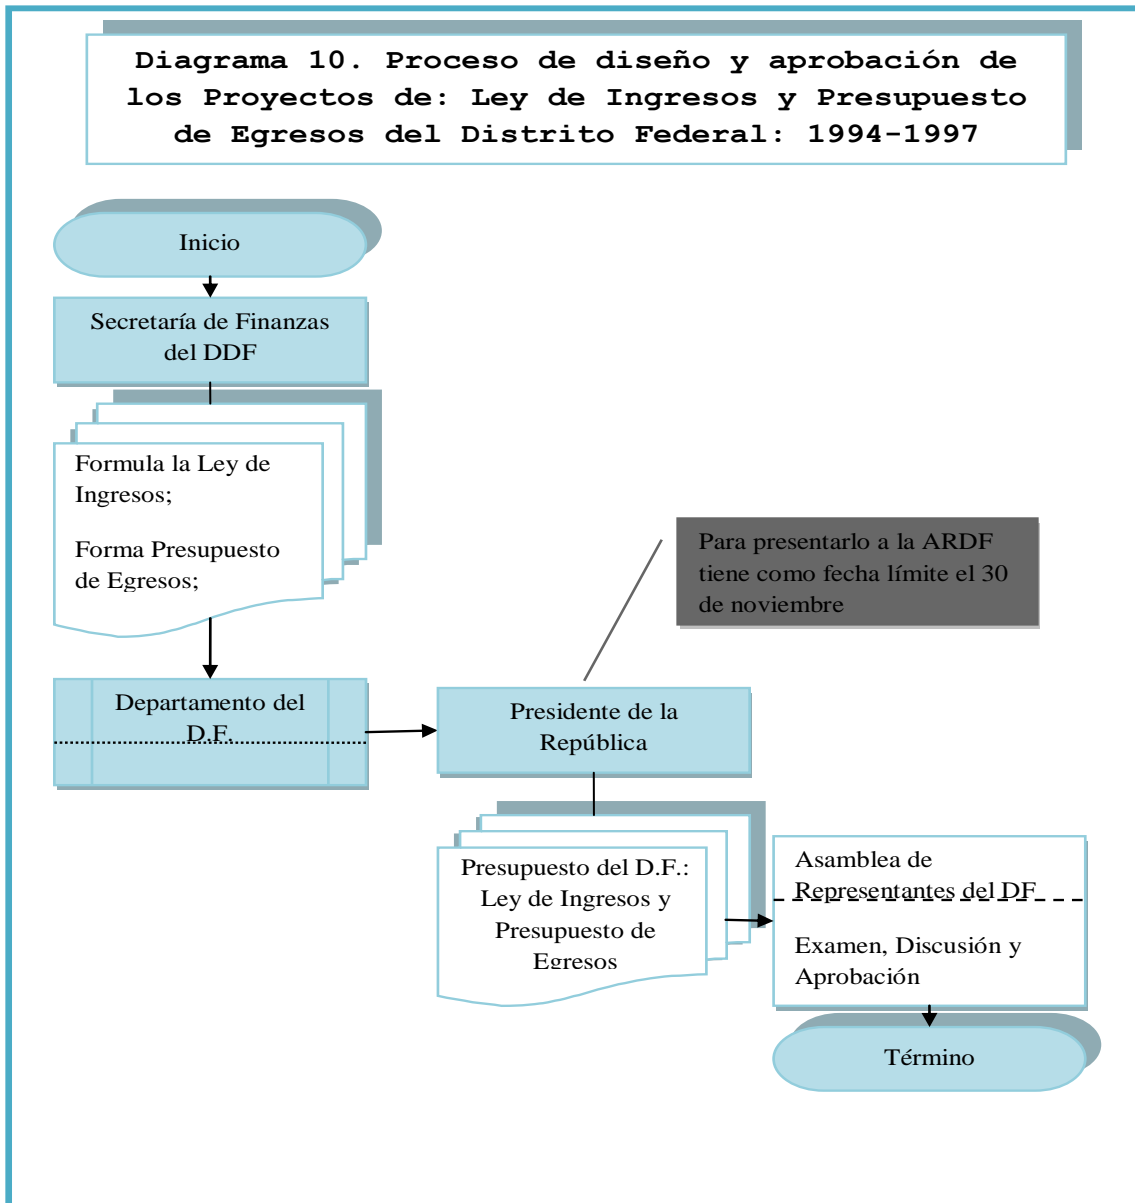 Diagrama 10. Proceso de diseño y aprobación de
los Proyectos de: Ley de Ingresos y Presupuesto
de Egresos del Distrito Federal: 1994-1997
Inicio
Secretaría de Finanzas
del DDF
Formula la Ley de
Ingresos;
Forma Presupuesto
de Egresos;
Para presentarlo a la ARDF
tiene como fecha límite el 30
de noviembre
Departamento del
D.F.
Presidente de la
República
Presupuesto del D.F.:
Ley de Ingresos y
Presupuesto de
Egresos
Asamblea de
Representantes del DF
Examen, Discusión y
Aprobación
Término